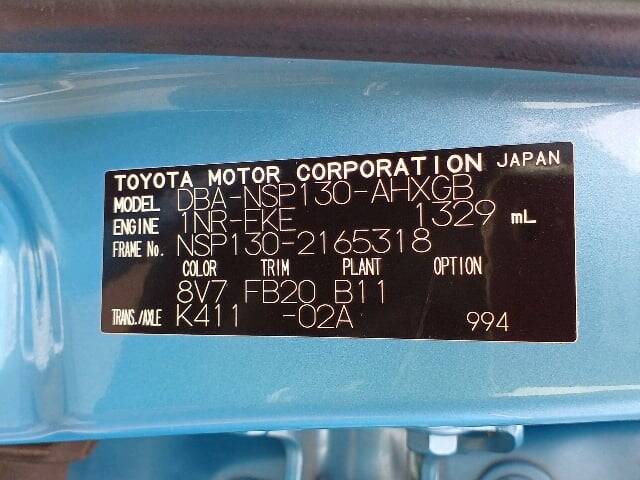 TOYOTA MOTOR CORPORATION JAPAN
MODEL DBA-NSP130-AHXGB
ENGINE 1NR-FKE 1329 mL
FRAME No. NSP130-2165318
COLOR TRIM PLANT OPTION
8V7 FB20 B11
TRANS./AXLE K411 -02A 994